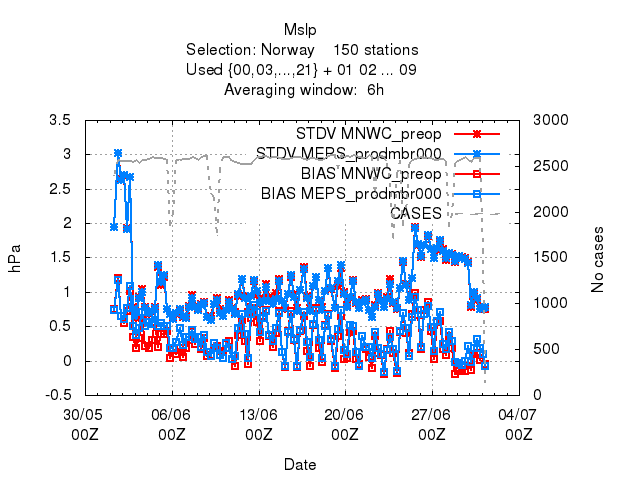 Mslp
Selection: Norway 150 stations
Used {00,03,...,21} + 01 02 ... 09
Averaging window: 6h
3.5
3
2.5
2
1.5
1
0.5
0
-0.5
hPa
3000
2500
2000
1500
1000
500
0
No cases
STDV MNWC_preop
STDV MEPS_prodmbr000
BIAS MNWC_preop
BIAS MEPS_prodmbr000
CASES
30/05 06/06 13/06 20/06 27/06 04/07
00Z 00Z 00Z 00Z 00Z 00Z
Date